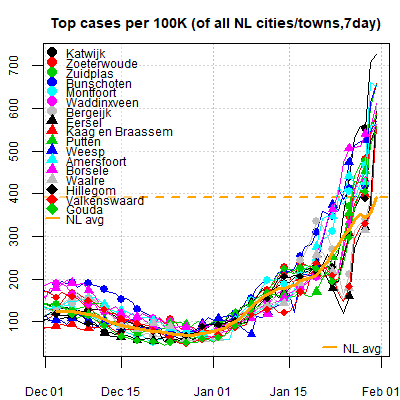 Top cases per 100K (of all NL cities/towns,7day)
700
600
500
400
300
200
100
Katwijk
Zoeterwoude
Zuidplas
Bunschoten
Montfoort
Waddinxveen
Bergeijk
Eersel
Kaag en Braassem
Putten
Weesp
Amersfoort
Borsele
Waalre
Hillegom
Valkenswaard
Gouda
NL avg
NL avg
Dec 01
Dec 15
Jan 01
Jan 15
Feb 01